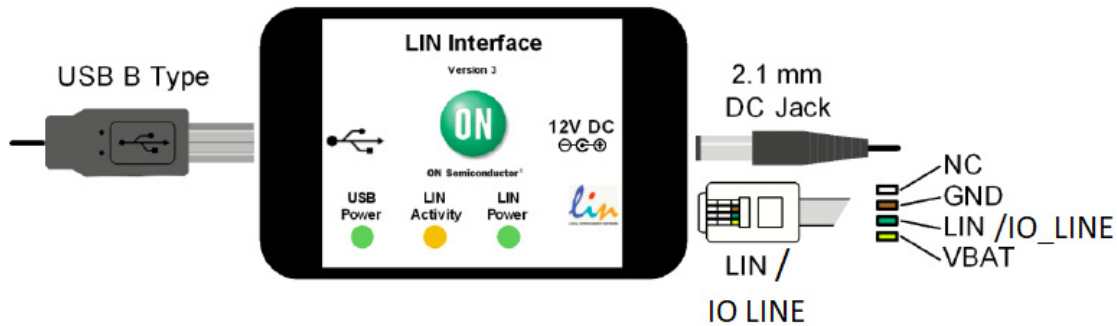 USB B Type
LIN Interface
Version 3
ON
ON Semiconductor
12V DC
USB
Power
LIN
Activity
LIN
Power
lin
2.1 mm
DC Jack
NC
GND
LIN /IO_LINE
VBAT
LIN /
IO LINE